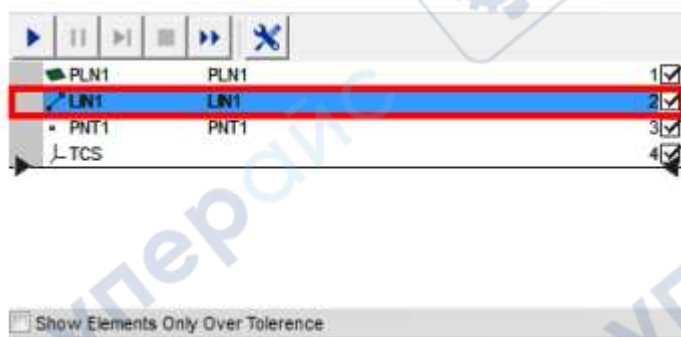 PLN1 PLN1 1
LIN1 LIN1 2
PNT1 PNT1 3
TCS 4
Show Elements Only Over Tolerence